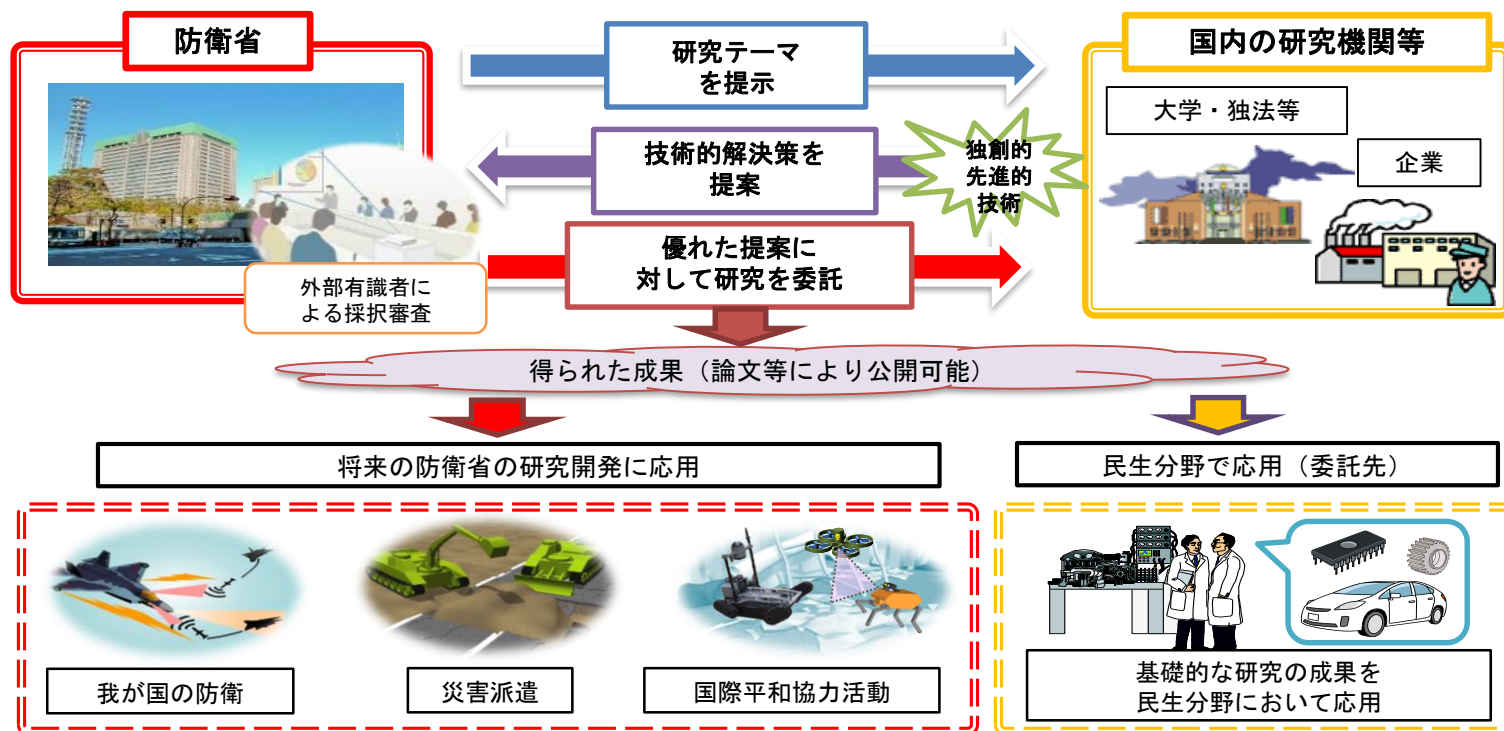 防衛省
研究テーマ
を提示
国内の研究機関等
大学・独法等
企業
技術的解決策を
提案
独創的
先進的
技術
優れた提案に
対して研究を委託
外部有識者に
よる採択審査
得られた成果（論文等により公開可能）
将来の防衛省の研究開発に応用
民生分野で応用（委託先）
我が国の防衛
災害派遣
国際平和協力活動
基礎的な研究の成果を
民生分野において応用